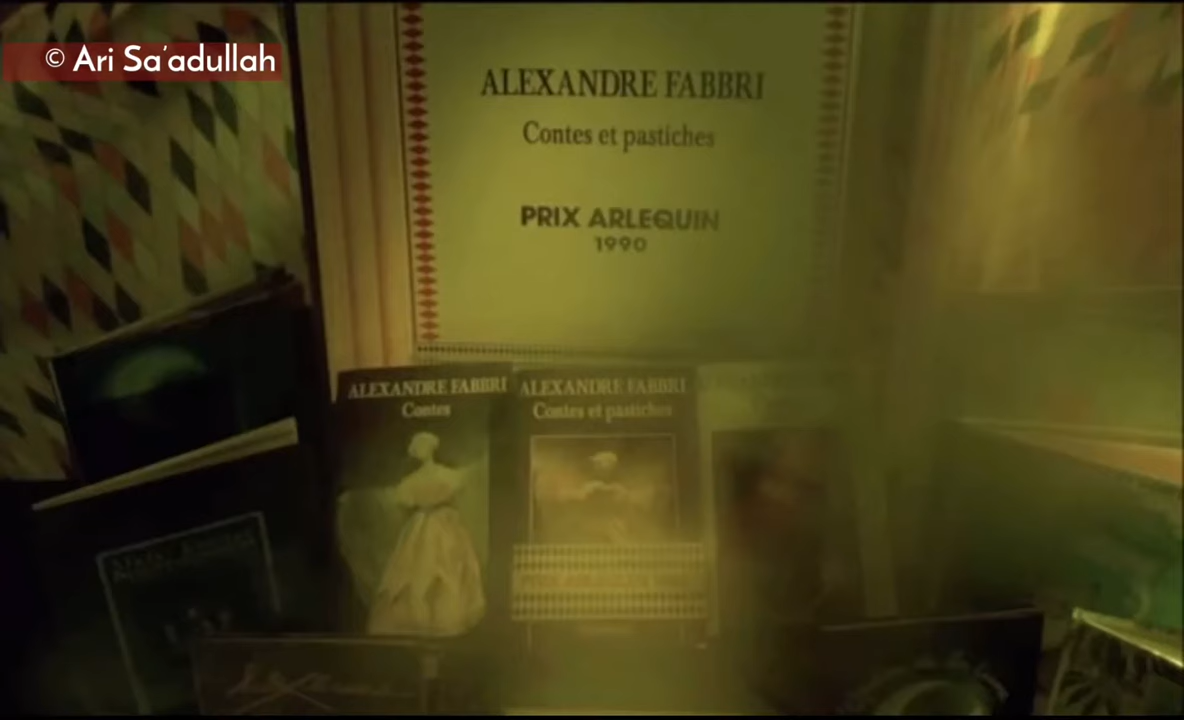 © Ari Sa'adullah
ALEXANDRE FABBRI
Contes et pastiches
PRIX ARLEQUIN
1990
ALEXANDRE FABBRI
Contes
ALEXANDRE FABBRI
Contes et pastiches